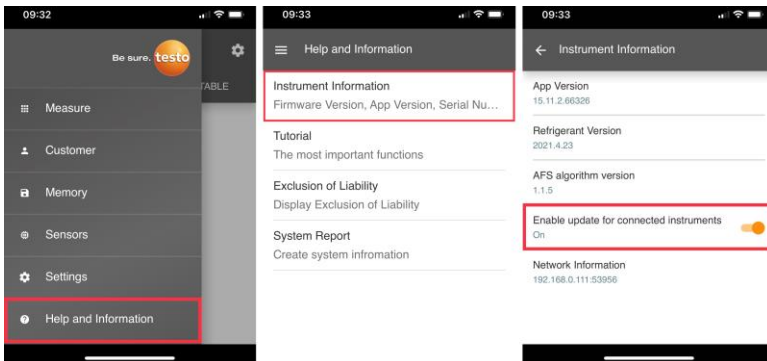 09:32
Be sure. testo
TABLE
Measure
Customer
Memory
Sensors
Settings
Help and Information
09:33
Help and Information
Instrument Information
Firmware Version, App Version, Serial Nu...
Tutorial
The most important functions
Exclusion of Liability
Display Exclusion of Liability
System Report
Create system infromation
09:33
Instrument Information
App Version
15.11.2.66326
Refrigerant Version
2021.4.23
AFS algorithm version
1.1.5
Enable update for connected instruments
On
Network Information
192.168.0.111:53956